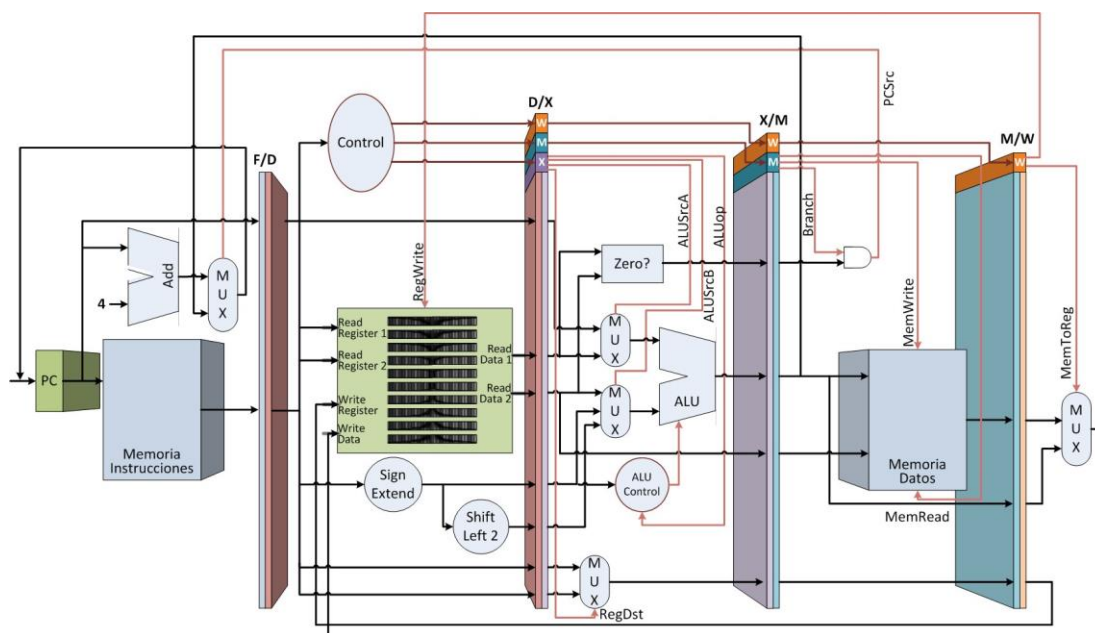 PCSrc
D/X
X/M
M/W
F/D
W
M
X
W
M
W
Control
RegWrite
ALUSrcA
ALUop
ALUSrcB
Branch
MemWrite
MemToReg
Add
4
M
U
X
Zero?
PC
Memoria
Instrucciones
Read
Register 1
Read
Register 2
Write
Register
Write
Data
Read
Data 1
Read
Data 2
M
U
X
M
U
X
ALU
Memoria
Datos
M
U
X
Sign
Extend
Shift
Left 2
ALU
Control
MemRead
M
U
X
RegDst